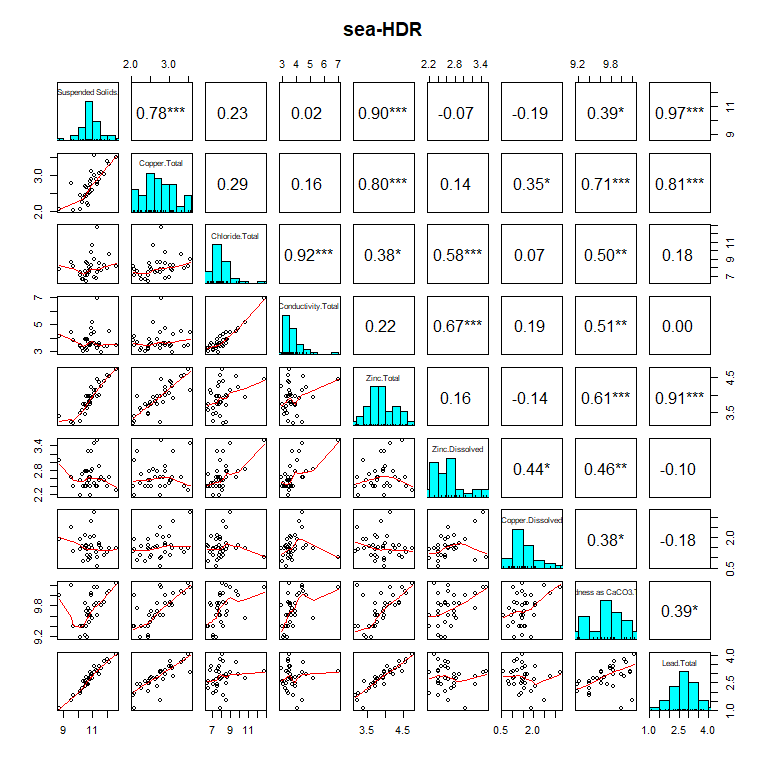 sea-HDR
2.0 3.0 3 4 5 6 7 2.2 2.8 3.4 9.2 9.8
Suspended Solids 0.78*** 0.23 0.02 0.90*** -0.07 -0.19 0.39* 0.97*** 9 11
2.0 3.0 Copper.Total 0.29 0.16 0.80*** 0.14 0.35* 0.71*** 0.81***
Chloride.Total 0.92*** 0.38* 0.58*** 0.07 0.50** 0.18 7 9 11
3 5 7 Conductivity.Total 0.22 0.67*** 0.19 0.51** 0.00
Zinc.Total 0.16 -0.14 0.61*** 0.91*** 3.5 4.5
2.2 2.8 3.4 Zinc.Dissolved 0.44* 0.46** -0.10
Copper.Dissolved 0.38* -0.18 0.5 2.0
9.2 9.8 dness as CaCO3.T 0.39*
Lead.Total 1.0 2.5 4.0
9 11 7 9 11 3.5 4.5 0.5 2.0 1.0 2.5 4.0